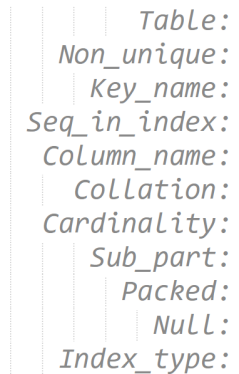 Table:
Non_unique:
Key_name:
Seq_in_index:
Column_name:
Collation:
Cardinality:
Sub_part:
Packed:
Null:
Index_type: